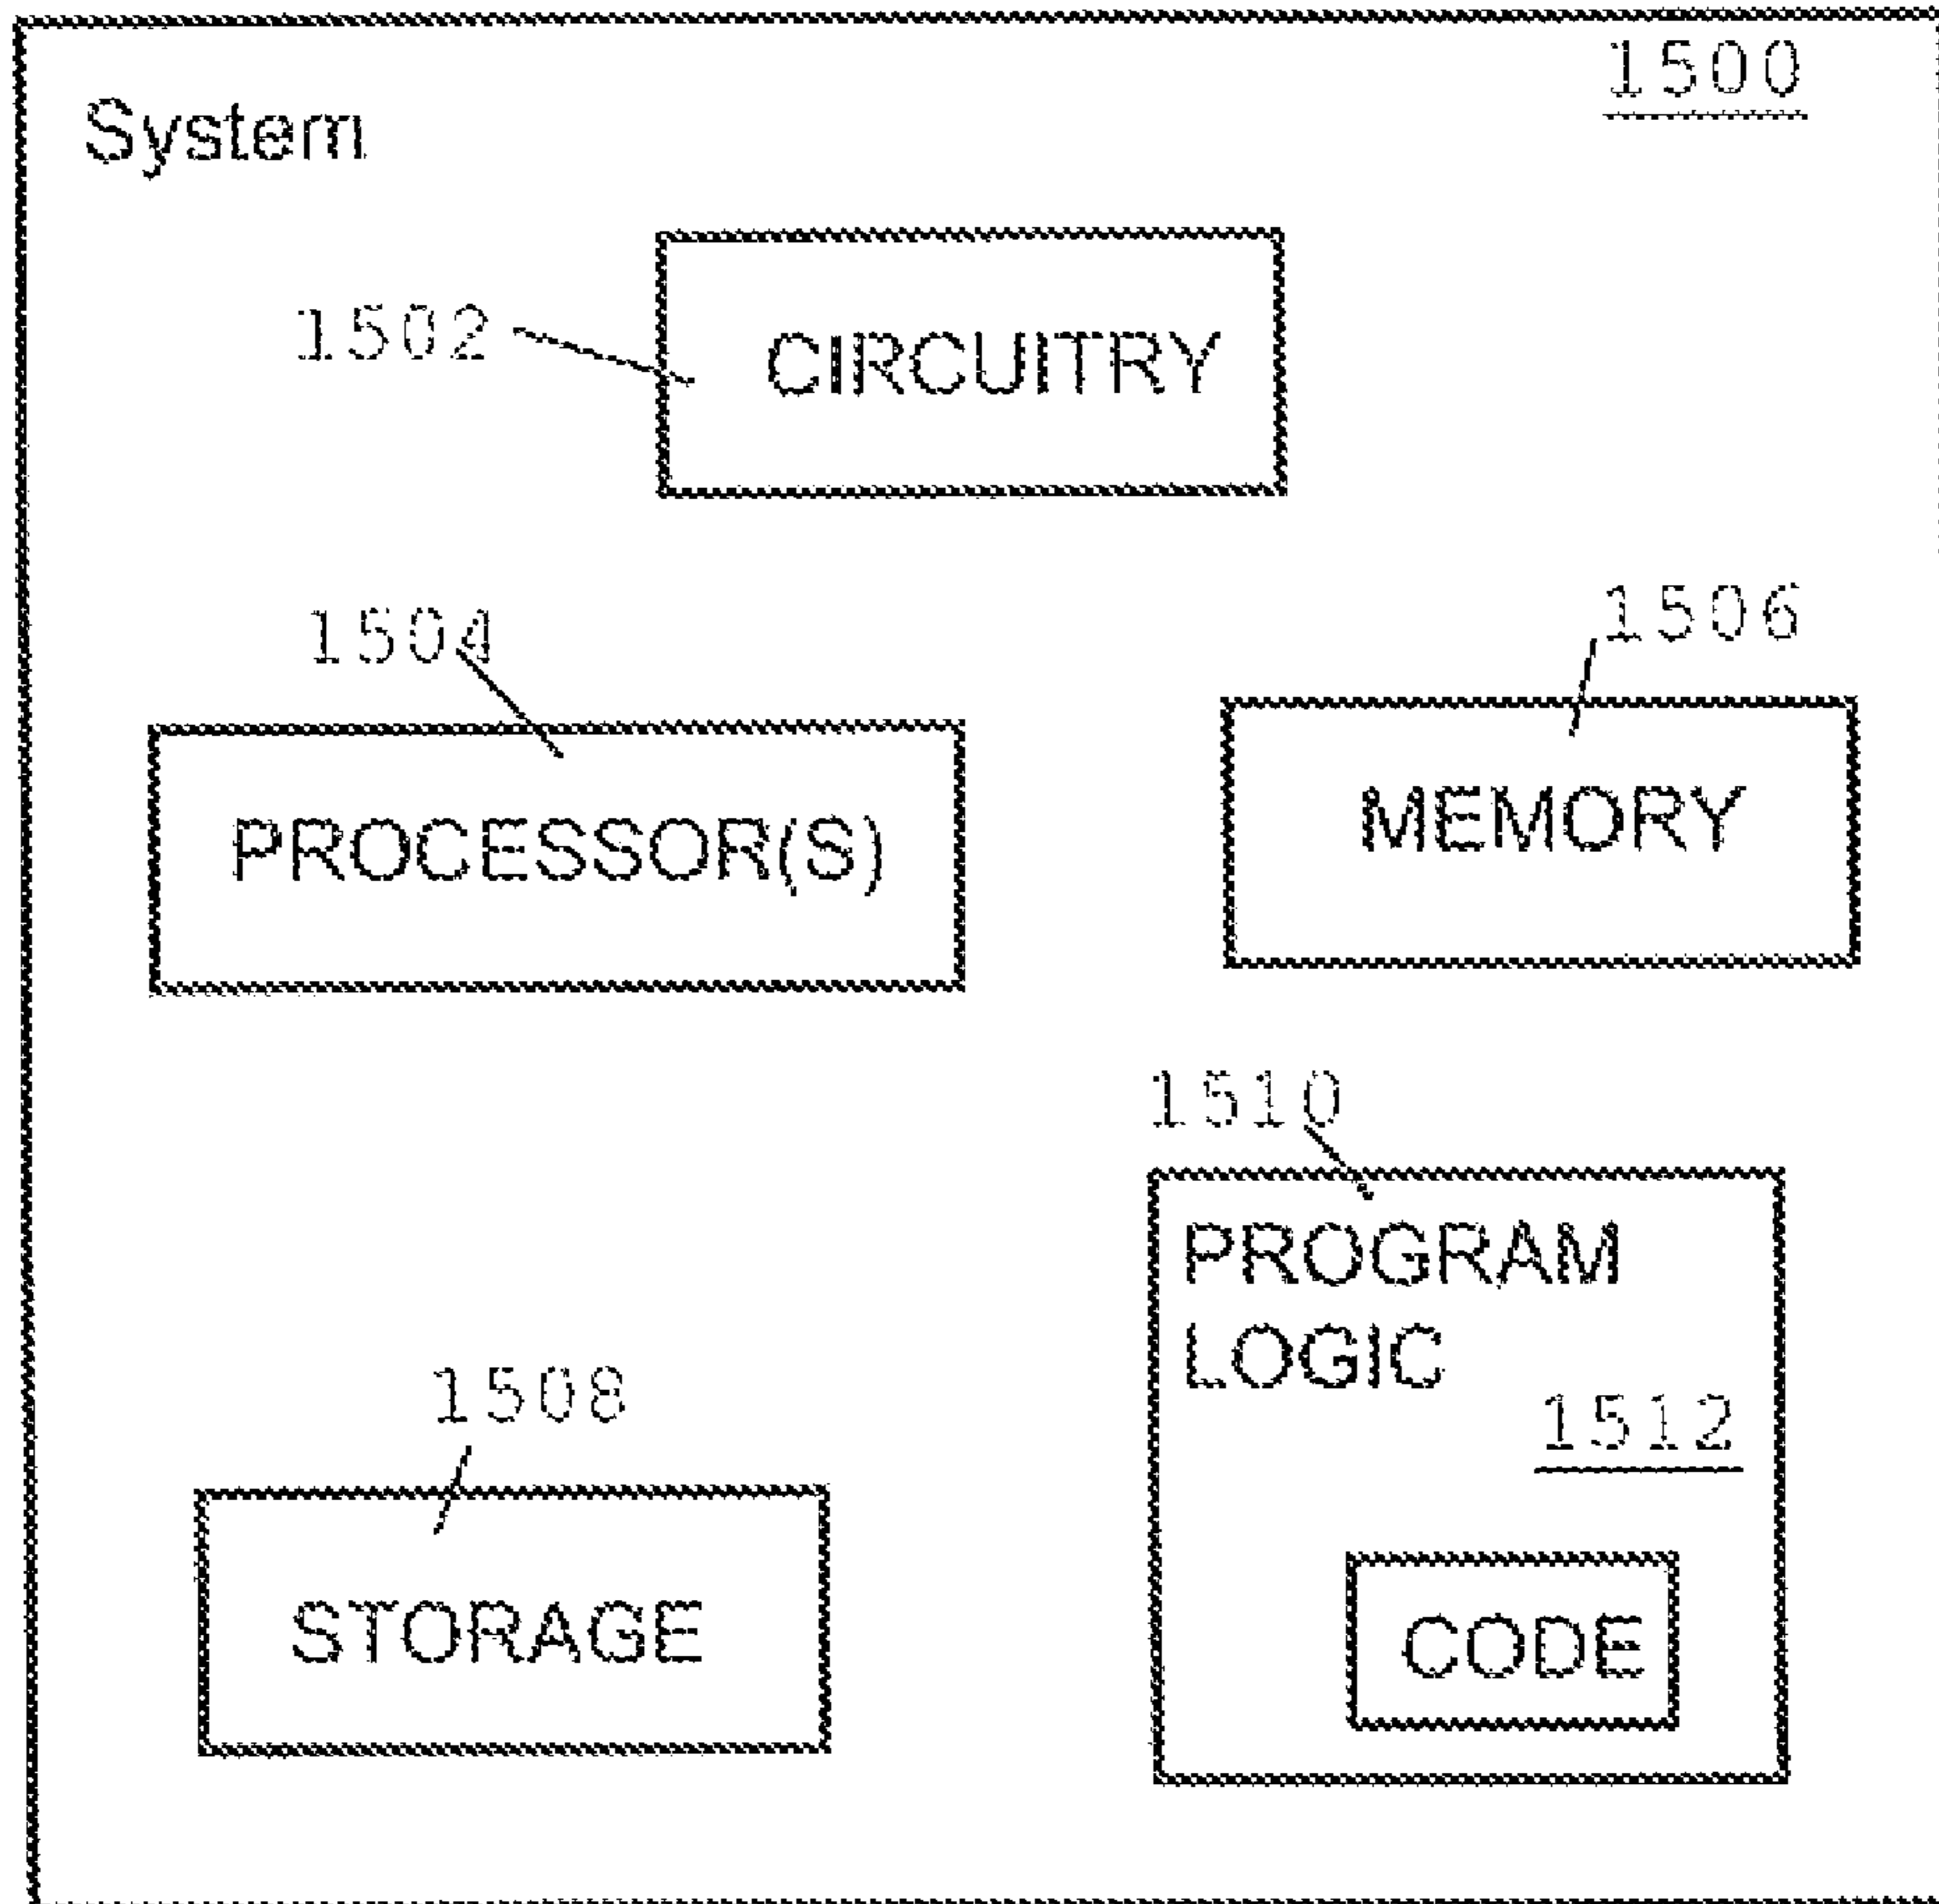 1500
System
1502
CIRCUITRY
1504
1506
PROCESSOR(S)
MEMORY
1510
PROGRAM
LOGIC
1508
1512
STORAGE
CODE